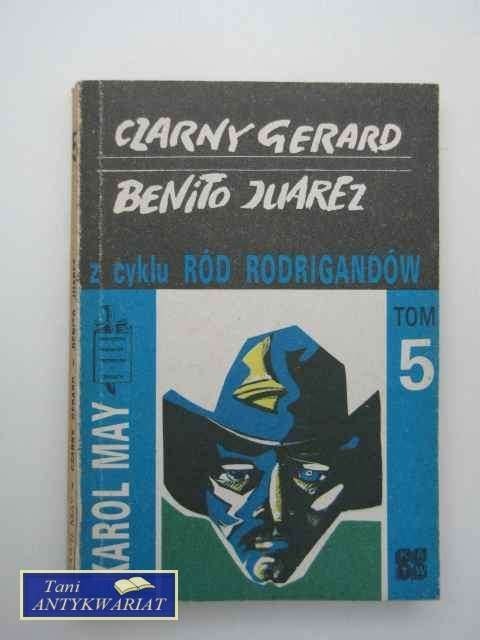 CZARNY GERARD
BENITO JUAREZ
z cyklu RÓD RODRIGANDÓW
TOM
5
KAROL MAY
Tani
ANTYKWARIAT